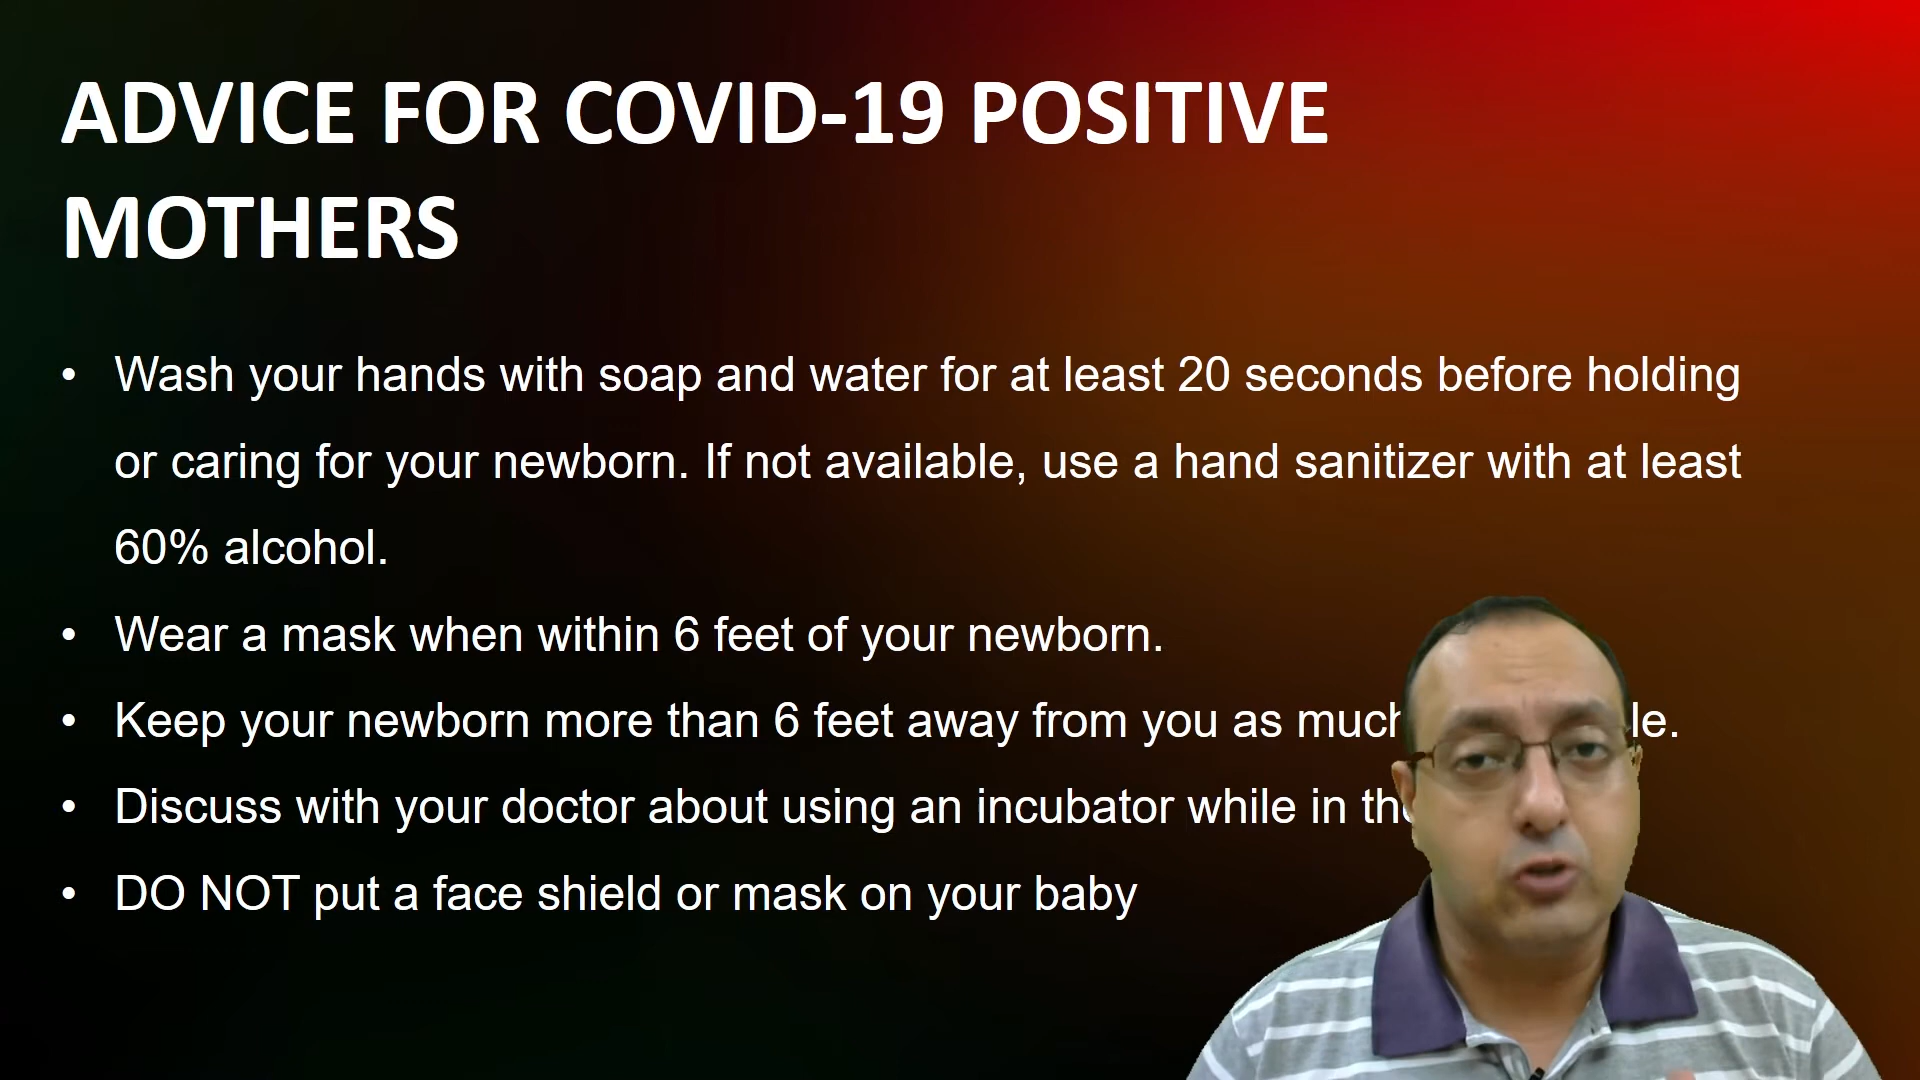 ADVICE FOR COVID-19 POSITIVE
MOTHERS
• Wash your hands with soap and water for at least 20 seconds before holding
or caring for your newborn. If not available, use a hand sanitizer with at least
60% alcohol.
• Wear a mask when within 6 feet of your newborn.
• Keep your newborn more than 6 feet away from you as much
• Discuss with your doctor about using an incubator while in
• DO NOT put a face shield or mask on your baby